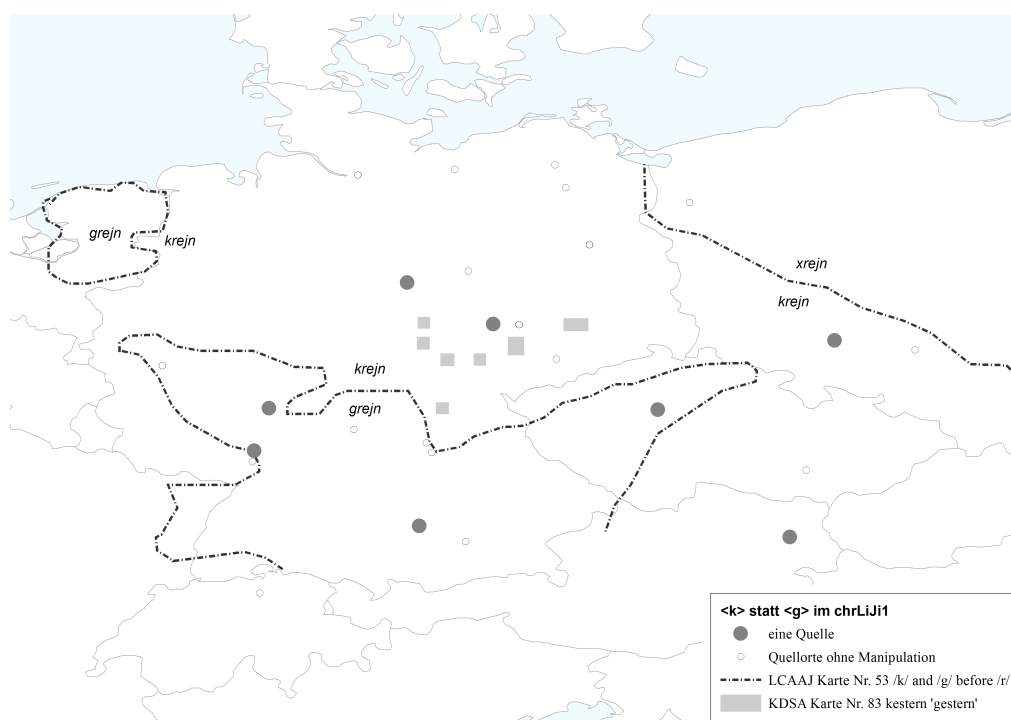 grejn
krejn
xrejn
krejn
krejn
grejn
<k> statt <g> im chrLiJi1
eine Quelle
Quellorte ohne Manipulation
LCAAJ Karte Nr. 53 /k/ and /g/ before /r/
KDSA Karte Nr. 83 kestern 'gestern'